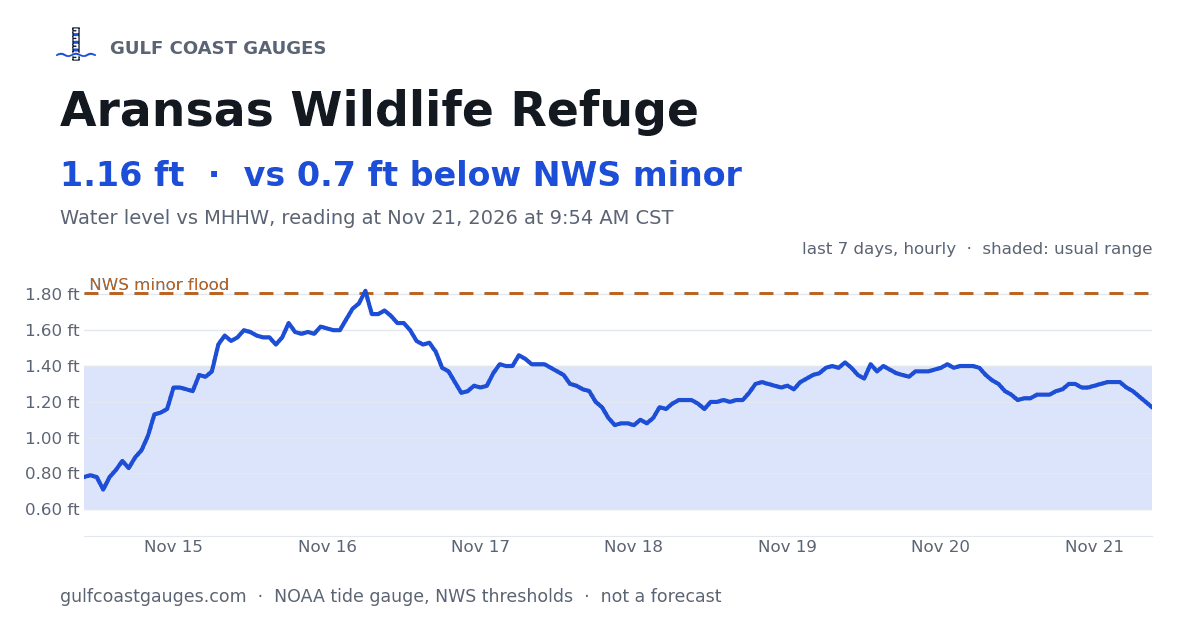 GULF COAST GAUGES
Aransas Wildlife Refuge
1.16 ft · vs 0.7 ft below NWS minor
Water level vs MHHW, reading at Nov 21, 2026 at 9:54 AM CST
last 7 days, hourly · shaded: usual range
NWS minor flood
1.80 ft
1.60 ft
1.40 ft
1.20 ft
1.00 ft
0.80 ft
0.60 ft
Nov 15 Nov 16 Nov 17 Nov 18 Nov 19 Nov 20 Nov 21
gulfcoastgauges.com · NOAA tide gauge, NWS thresholds · not a forecast